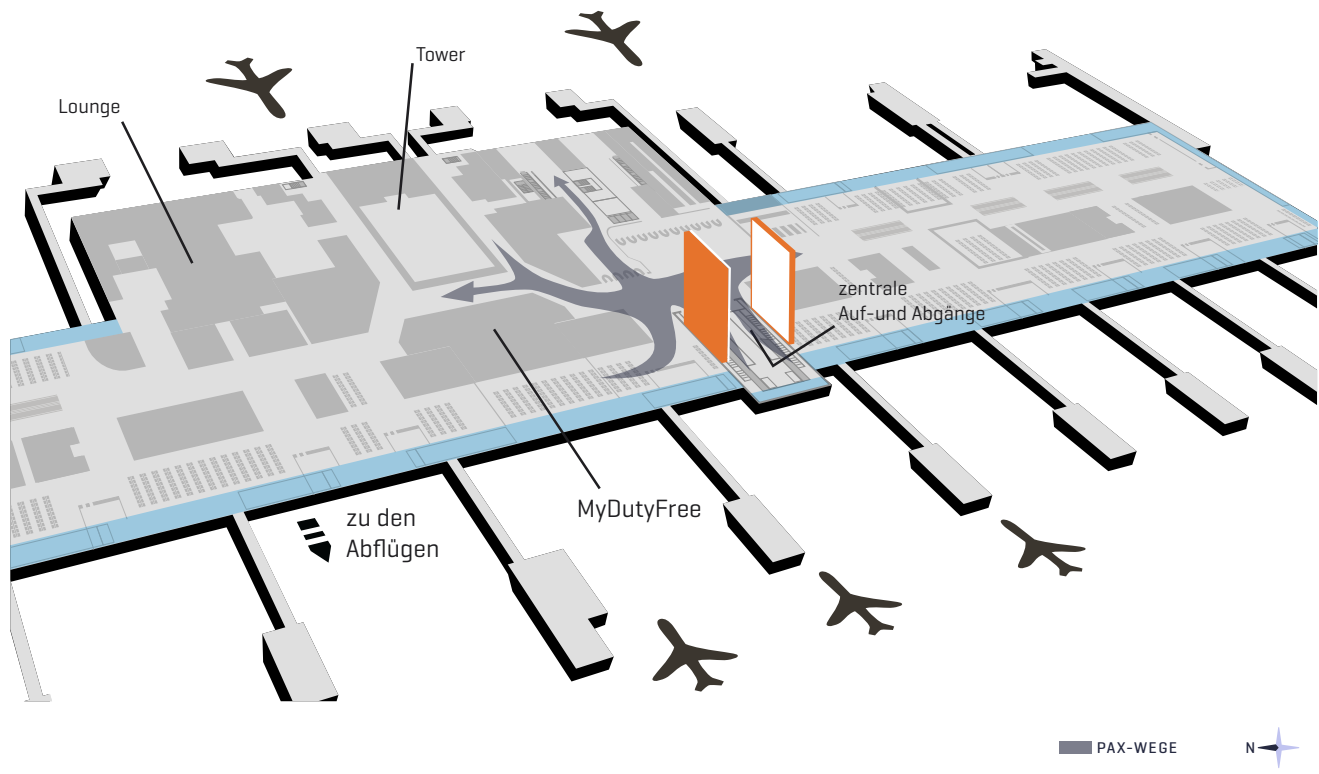 Tower
Lounge
zentrale
Auf-und Abgänge
MyDutyFree
zu den
Abflügen
PAX-WEGE
N